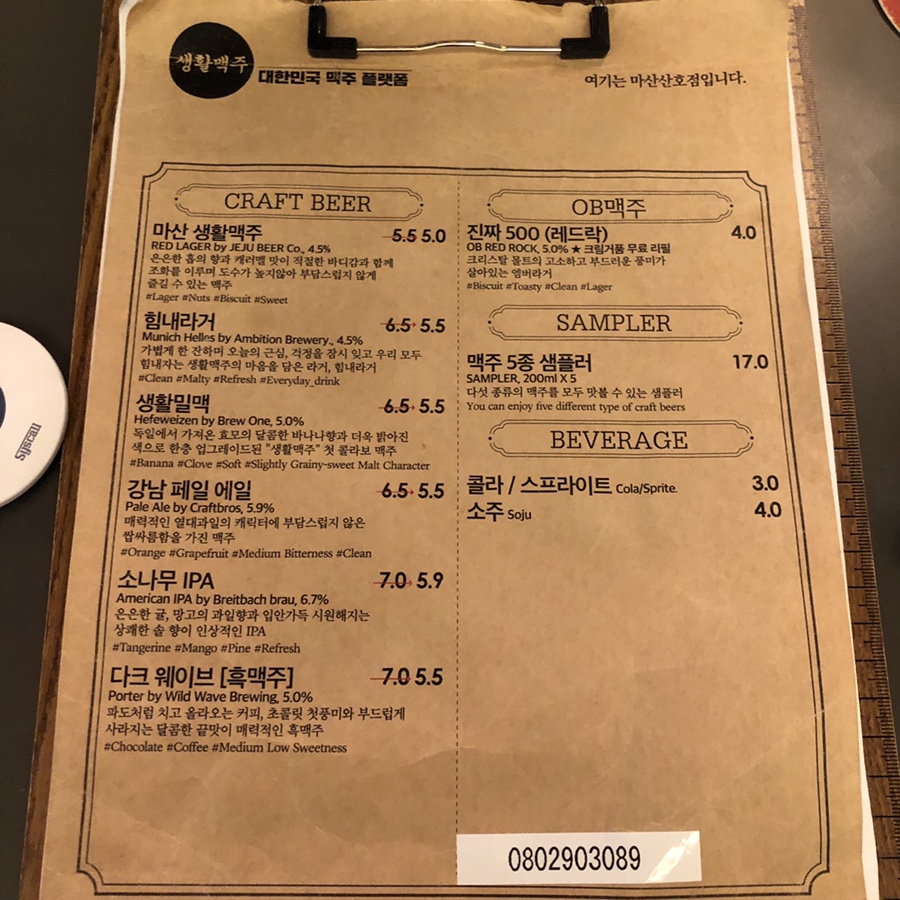 생활맥주
대한민국 맥주 플랫폼
여기는 마산산호점입니다.
CRAFT BEER
마산 생활맥주 5.5 5.0
RED LAGER by JEJU BEER Co., 4.5%
은은한 홉의 향과 캐러멜 맛이 적절한 바디감과 함께
조화를 이루며 도수가 높지않아 부담스럽지 않게
즐길 수 있는 맥주
#Lager #Nuts #Biscuit #Sweet
힘내라거 6.5 5.5
Munich Helles by Ambition Brewery., 4.5%
가볍게 한 잔하며 오늘의 근심, 걱정을 잠시 잊고 우리 모두
힘내자는 생활맥주의 마음을 담은 라거, 힘내라거
#Clean #Malty #Refresh #Everyday_drink
생활밀맥 6.5 5.5
Hefeweizen by Brew One, 5.0%
독일에서 가져온 효모의 달콤한 바나나향과 더욱 밝아진
색으로 한층 업그레이드된 "생활맥주" 첫 콜라보 맥주
#Banana #Clove #Soft #Slightly Grainy-sweet Malt Character
강남 페일 에일 6.5 5.5
Pale Ale by Craftbros, 5.9%
매력적인 열대과일의 캐릭터에 부담스럽지 않은
쌉싸름함을 가진 맥주
#Orange #Grapefruit #Medium Bitterness #Clean
소나무 IPA 7.0 5.9
American IPA by Breitbach brau, 6.7%
은은한 귤, 망고의 과일향과 입안가득 시원해지는
상쾌한 솔 향이 인상적인 IPA
#Tangerine #Mango #Pine #Refresh
다크 웨이브 [흑맥주] 7.0 5.5
Porter by Wild Wave Brewing, 5.0%
파도처럼 치고 올라오는 커피, 초콜릿 첫풍미와 부드럽게
사라지는 달콤한 끝맛이 매력적인 흑맥주
#Chocolate #Coffee #Medium Low Sweetness
OB맥주
진짜 500 (레드락) 4.0
OB RED ROCK, 5.0% ★ 크림거품 무료 리필
크리스탈 몰트의 고소하고 부드러운 풍미가
살아있는 엠버라거
#Biscuit #Toasty #Clean #Lager
SAMPLER
맥주 5종 샘플러 17.0
SAMPLER, 200ml X 5
다섯 종류의 맥주를 모두 맛볼 수 있는 샘플러
You can enjoy five different type of craft beers
BEVERAGE
콜라 / 스프라이트 Cola/Sprite. 3.0
소주 Soju 4.0
0802903089
Syscall